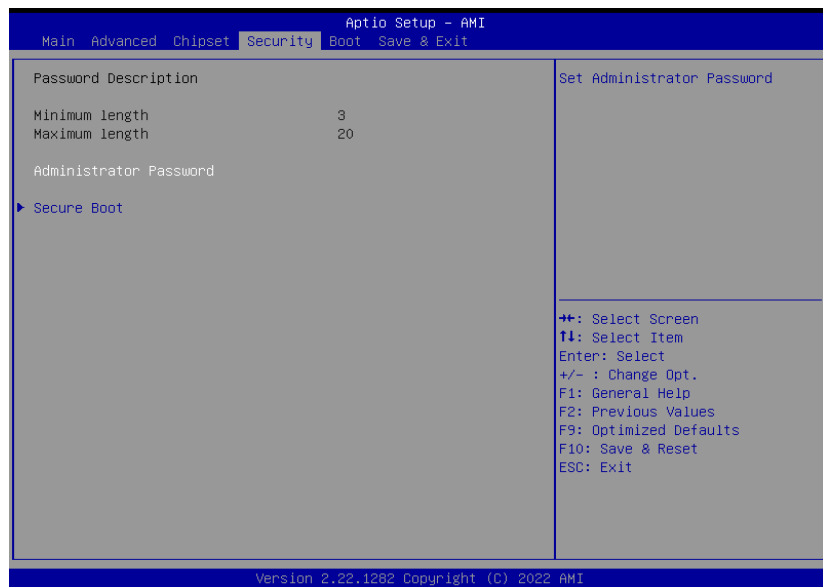 Aptio Setup – AMI
Main Advanced Chipset Security Boot Save & Exit
Password Description
Minimum length 3
Maximum length 20
Administrator Password
Secure Boot
Set Administrator Password
→←: Select Screen
↑↓: Select Item
Enter: Select
+/- : Change Opt.
F1: General Help
F2: Previous Values
F9: Optimized Defaults
F10: Save & Reset
ESC: Exit
Version 2.22.1282 Copyright (C) 2022 AMI